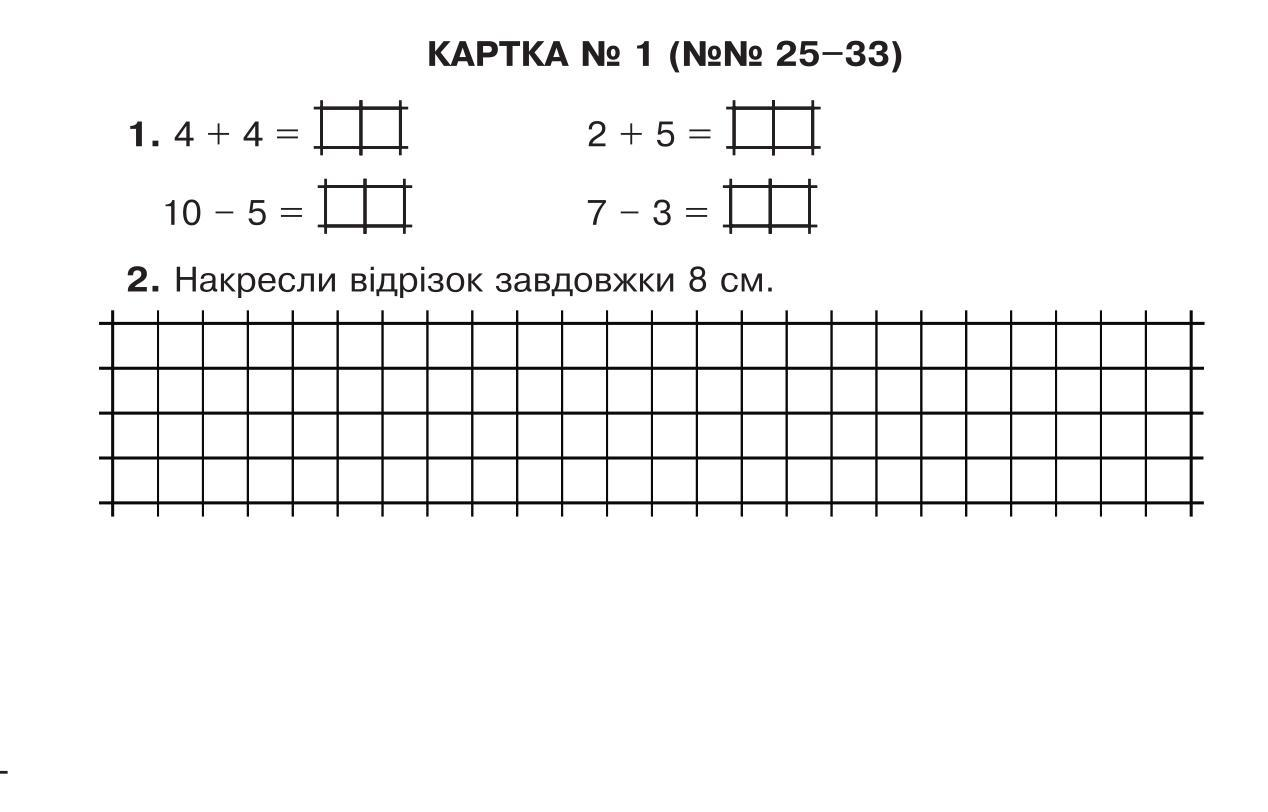 КАРТКА № 1 (№№ 25–33)
1. 4 + 4 = 2 + 5 =
10 – 5 = 7 – 3 =
2. Накресли відрізок завдовжки 8 см.